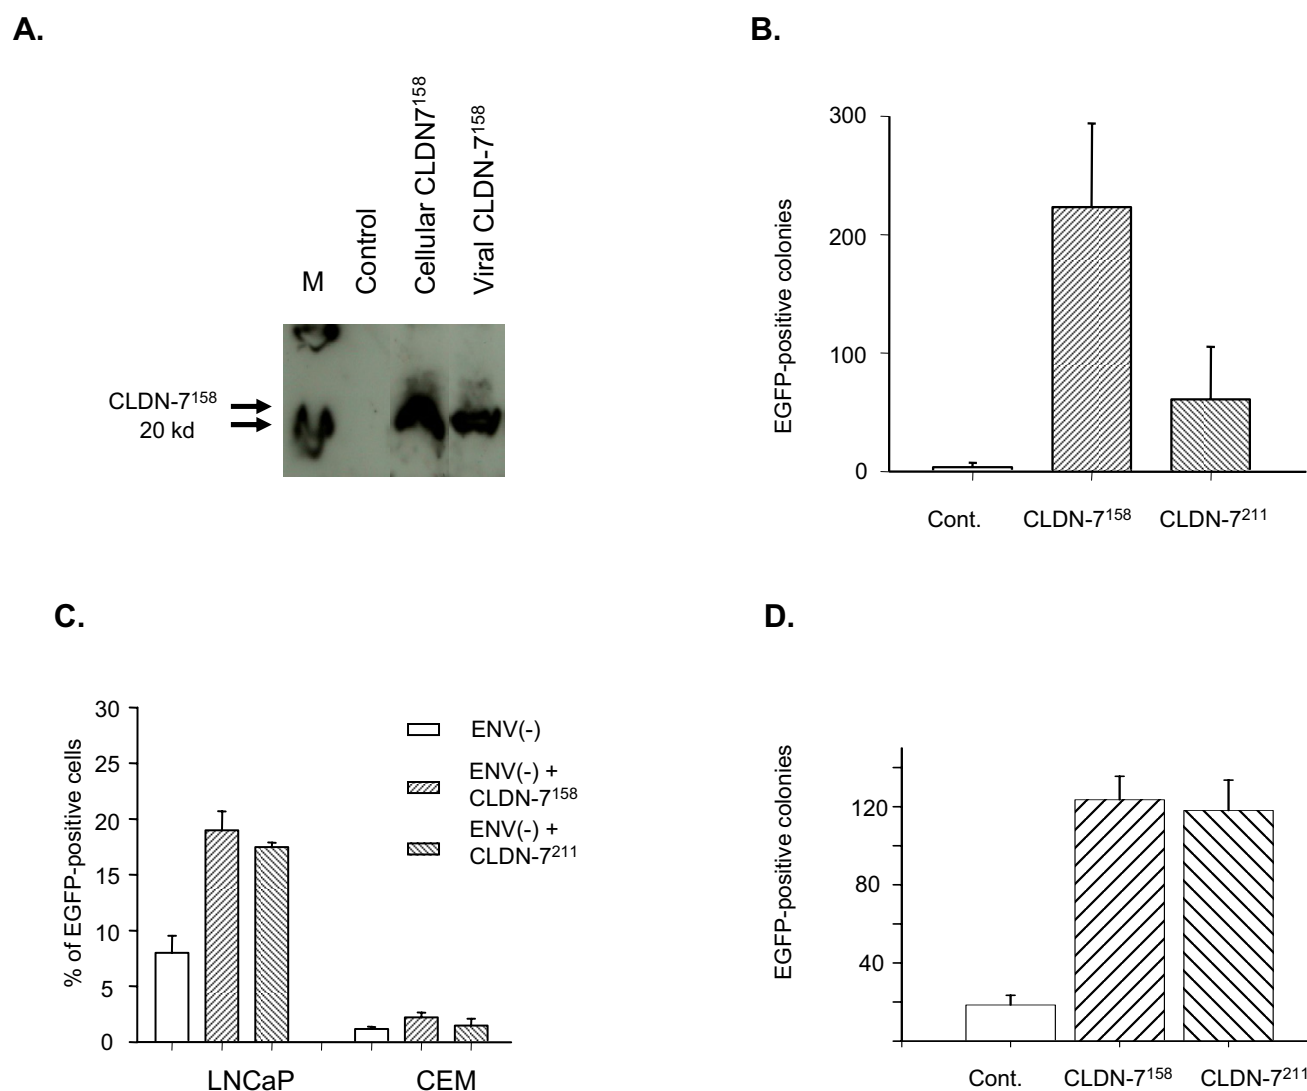 A.
M
Control
Cellular CLDN7¹⁵⁸
Viral CLDN-7¹⁵⁸
CLDN-7¹⁵⁸
20 kd
B.
EGFP-positive colonies
300
200
100
0
Cont.
CLDN-7¹⁵⁸
CLDN-7²¹¹
C.
% of EGFP-positive cells
30
25
20
15
10
5
0
ENV(-)
ENV(-) +
CLDN-7¹⁵⁸
ENV(-) +
CLDN-7²¹¹
LNCaP
CEM
D.
EGFP-positive colonies
120
80
40
Cont.
CLDN-7¹⁵⁸
CLDN-7²¹¹